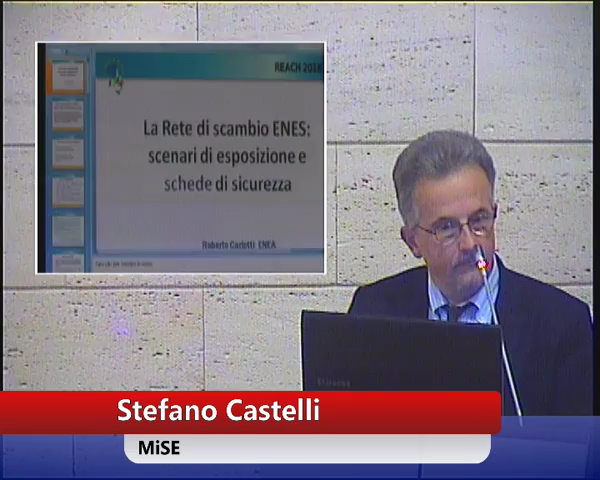 REACH 2018
La Rete di scambio ENES:
scenari di esposizione e
schede di sicurezza
Roberto Carletti ENEA
Stefano Castelli
MiSE